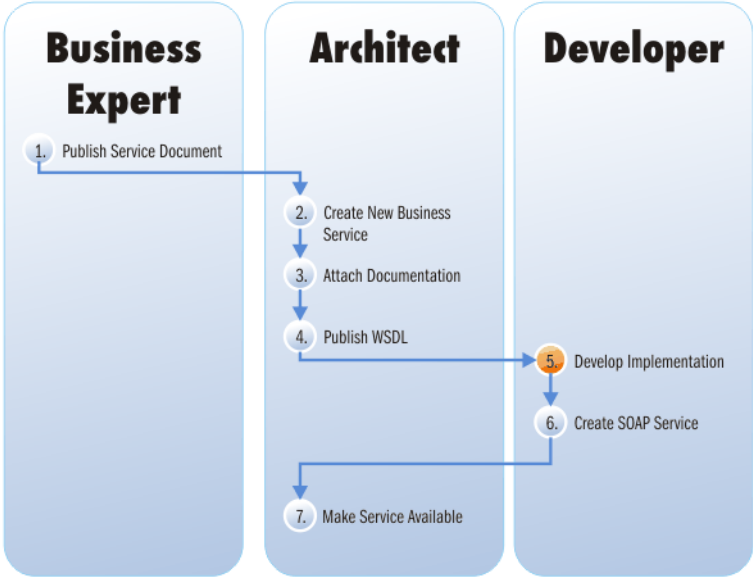 Business
Expert
Architect
Developer
1. Publish Service Document
2. Create New Business
Service
3. Attach Documentation
4. Publish WSDL
5. Develop Implementation
6. Create SOAP Service
7. Make Service Available